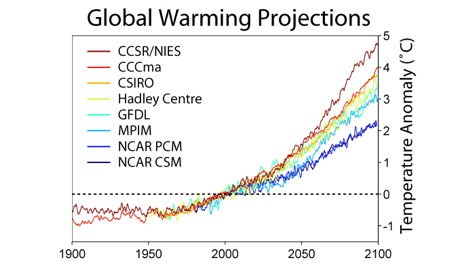 Global Warming Projections
CCSR/NIES
CCCma
CSIRO
Hadley Centre
GFDL
MPIM
NCAR PCM
NCAR CSM
5
4
3
2
1
0
-1
Temperature Anomaly (°C)
1900 1950 2000 2050 2100